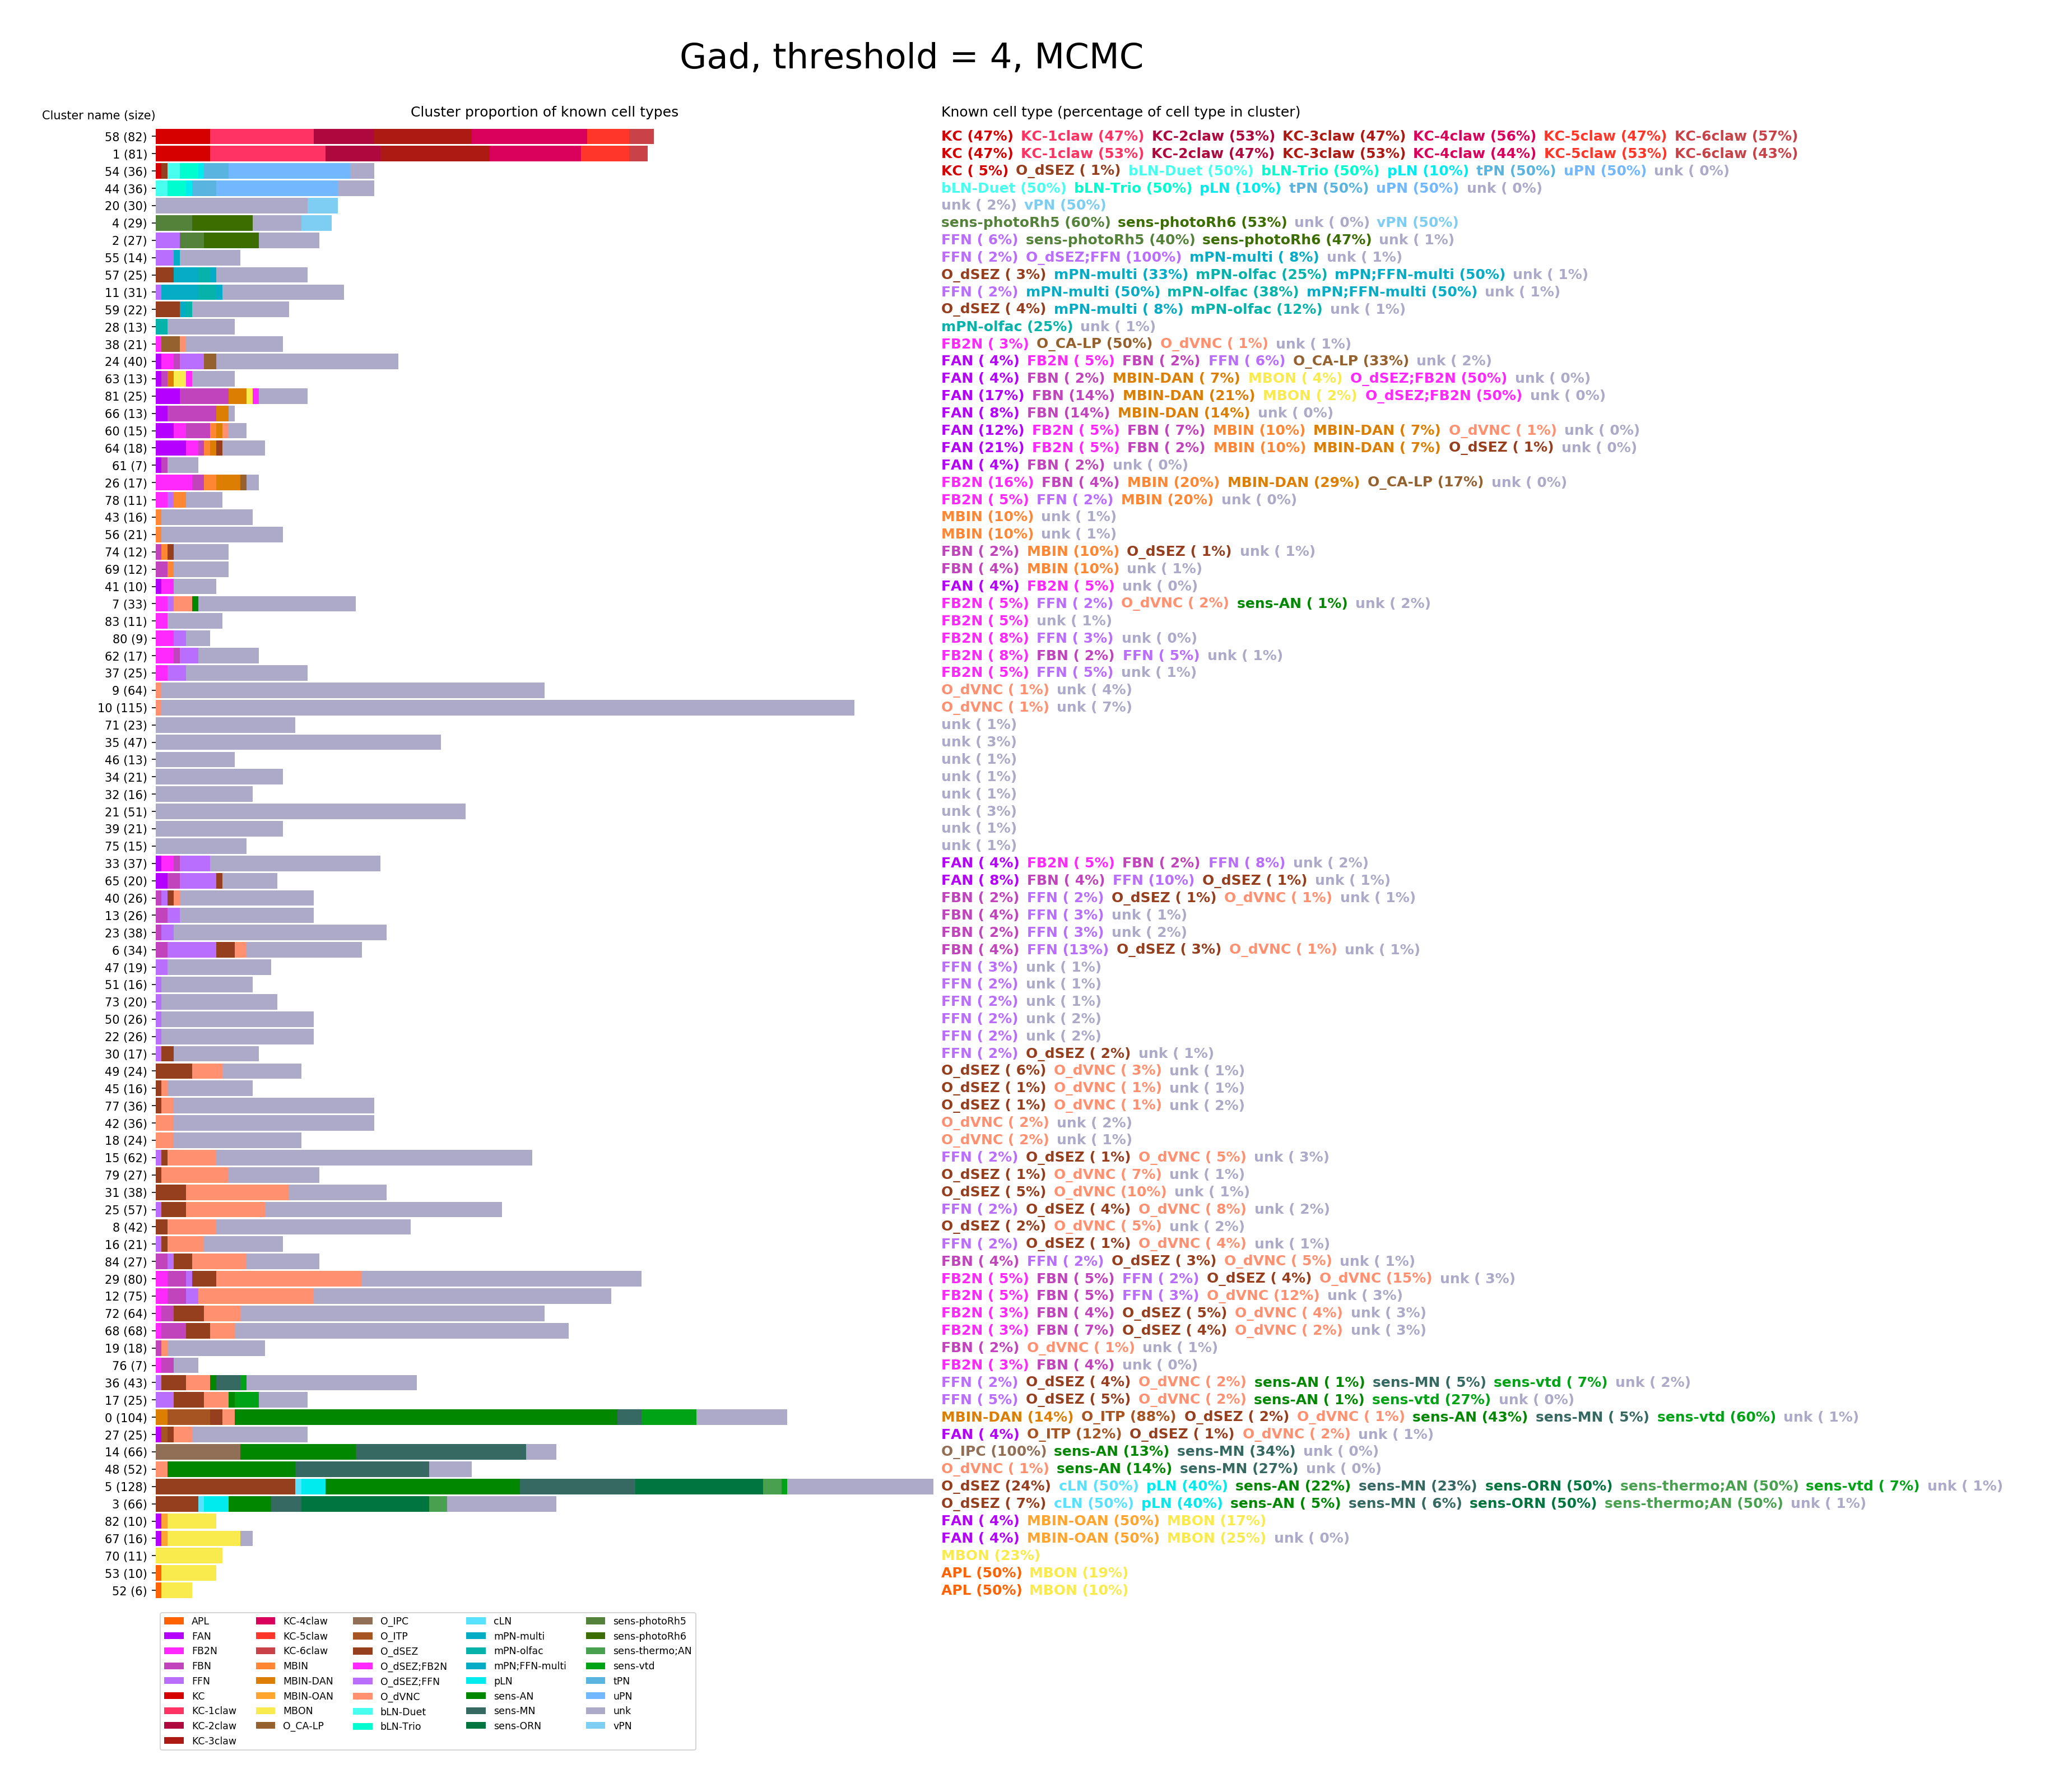 Gad, threshold = 4, MCMC
Cluster name (size) Cluster proportion of known cell types Known cell type (percentage of cell type in cluster)
58 (82) KC (47%) KC-1claw (47%) KC-2claw (53%) KC-3claw (47%) KC-4claw (56%) KC-5claw (47%) KC-6claw (57%)
1 (81) KC (47%) KC-1claw (53%) KC-2claw (47%) KC-3claw (53%) KC-4claw (44%) KC-5claw (53%) KC-6claw (43%)
54 (36) KC ( 5%) O_dSEZ ( 1%) bLN-Duet (50%) bLN-Trio (50%) pLN (10%) tPN (50%) uPN (50%) unk ( 0%)
44 (36) bLN-Duet (50%) bLN-Trio (50%) pLN (10%) tPN (50%) uPN (50%) unk ( 0%)
20 (30) unk ( 2%) vPN (50%)
4 (29) sens-photoRh5 (60%) sens-photoRh6 (53%) unk ( 0%) vPN (50%)
2 (27) FFN ( 6%) sens-photoRh5 (40%) sens-photoRh6 (47%) unk ( 1%)
55 (14) FFN ( 2%) O_dSEZ;FFN (100%) mPN-multi ( 8%) unk ( 1%)
57 (25) O_dSEZ ( 3%) mPN-multi (33%) mPN-olfac (25%) mPN;FFN-multi (50%) unk ( 1%)
11 (31) FFN ( 2%) mPN-multi (50%) mPN-olfac (38%) mPN;FFN-multi (50%) unk ( 1%)
59 (22) O_dSEZ ( 4%) mPN-multi ( 8%) mPN-olfac (12%) unk ( 1%)
28 (13) mPN-olfac (25%) unk ( 1%)
38 (21) FB2N ( 3%) O_CA-LP (50%) O_dVNC ( 1%) unk ( 1%)
24 (40) FAN ( 4%) FB2N ( 5%) FBN ( 2%) FFN ( 6%) O_CA-LP (33%) unk ( 2%)
63 (13) FAN ( 4%) FBN ( 2%) MBIN-DAN ( 7%) MBON ( 4%) O_dSEZ;FB2N (50%) unk ( 0%)
81 (25) FAN (17%) FBN (14%) MBIN-DAN (21%) MBON ( 2%) O_dSEZ;FB2N (50%) unk ( 0%)
66 (13) FAN ( 8%) FBN (14%) MBIN-DAN (14%) unk ( 0%)
60 (15) FAN (12%) FB2N ( 5%) FBN ( 7%) MBIN (10%) MBIN-DAN ( 7%) O_dVNC ( 1%) unk ( 0%)
64 (18) FAN (21%) FB2N ( 5%) FBN ( 2%) MBIN (10%) MBIN-DAN ( 7%) O_dSEZ ( 1%) unk ( 0%)
61 (7) FAN ( 4%) FBN ( 2%) unk ( 0%)
26 (17) FB2N (16%) FBN ( 4%) MBIN (20%) MBIN-DAN (29%) O_CA-LP (17%) unk ( 0%)
78 (11) FB2N ( 5%) FFN ( 2%) MBIN (20%) unk ( 0%)
43 (16) MBIN (10%) unk ( 1%)
56 (21) MBIN (10%) unk ( 1%)
74 (12) FBN ( 2%) MBIN (10%) O_dSEZ ( 1%) unk ( 1%)
69 (12) FBN ( 4%) MBIN (10%) unk ( 1%)
41 (10) FAN ( 4%) FB2N ( 5%) unk ( 0%)
7 (33) FB2N ( 5%) FFN ( 2%) O_dVNC ( 2%) sens-AN ( 1%) unk ( 2%)
83 (11) FB2N ( 5%) unk ( 1%)
80 (9) FB2N ( 8%) FFN ( 3%) unk ( 0%)
62 (17) FB2N ( 8%) FBN ( 2%) FFN ( 5%) unk ( 1%)
37 (25) FB2N ( 5%) FFN ( 5%) unk ( 1%)
9 (64) O_dVNC ( 1%) unk ( 4%)
10 (115) O_dVNC ( 1%) unk ( 7%)
71 (23) unk ( 1%)
35 (47) unk ( 3%)
46 (13) unk ( 1%)
34 (21) unk ( 1%)
32 (16) unk ( 1%)
21 (51) unk ( 3%)
39 (21) unk ( 1%)
75 (15) unk ( 1%)
33 (37) FAN ( 4%) FB2N ( 5%) FBN ( 2%) FFN ( 8%) unk ( 2%)
65 (20) FAN ( 8%) FBN ( 4%) FFN (10%) O_dSEZ ( 1%) unk ( 1%)
40 (26) FBN ( 2%) FFN ( 2%) O_dSEZ ( 1%) O_dVNC ( 1%) unk ( 1%)
13 (26) FBN ( 4%) FFN ( 3%) unk ( 1%)
23 (38) FBN ( 2%) FFN ( 3%) unk ( 2%)
6 (34) FBN ( 4%) FFN (13%) O_dSEZ ( 3%) O_dVNC ( 1%) unk ( 1%)
47 (19) FFN ( 3%) unk ( 1%)
51 (16) FFN ( 2%) unk ( 1%)
73 (20) FFN ( 2%) unk ( 1%)
50 (26) FFN ( 2%) unk ( 2%)
22 (26) FFN ( 2%) unk ( 2%)
30 (17) FFN ( 2%) O_dSEZ ( 2%) unk ( 1%)
49 (24) O_dSEZ ( 6%) O_dVNC ( 3%) unk ( 1%)
45 (16) O_dSEZ ( 1%) O_dVNC ( 1%) unk ( 1%)
77 (36) O_dSEZ ( 1%) O_dVNC ( 1%) unk ( 2%)
42 (36) O_dVNC ( 2%) unk ( 2%)
18 (24) O_dVNC ( 2%) unk ( 1%)
15 (62) FFN ( 2%) O_dSEZ ( 1%) O_dVNC ( 5%) unk ( 3%)
79 (27) O_dSEZ ( 1%) O_dVNC ( 7%) unk ( 1%)
31 (38) O_dSEZ ( 5%) O_dVNC (10%) unk ( 1%)
25 (57) FFN ( 2%) O_dSEZ ( 4%) O_dVNC ( 8%) unk ( 2%)
8 (42) O_dSEZ ( 2%) O_dVNC ( 5%) unk ( 2%)
16 (21) FFN ( 2%) O_dSEZ ( 1%) O_dVNC ( 4%) unk ( 1%)
84 (27) FBN ( 4%) FFN ( 2%) O_dSEZ ( 3%) O_dVNC ( 5%) unk ( 1%)
29 (80) FB2N ( 5%) FBN ( 5%) FFN ( 2%) O_dSEZ ( 4%) O_dVNC (15%) unk ( 3%)
12 (75) FB2N ( 5%) FBN ( 5%) FFN ( 3%) O_dVNC (12%) unk ( 3%)
72 (64) FB2N ( 3%) FBN ( 4%) O_dSEZ ( 5%) O_dVNC ( 4%) unk ( 3%)
68 (68) FB2N ( 3%) FBN ( 7%) O_dSEZ ( 4%) O_dVNC ( 2%) unk ( 3%)
19 (18) FBN ( 2%) O_dVNC ( 1%) unk ( 1%)
76 (7) FB2N ( 3%) FBN ( 4%) unk ( 0%)
36 (43) FFN ( 2%) O_dSEZ ( 4%) O_dVNC ( 2%) sens-AN ( 1%) sens-MN ( 5%) sens-vtd ( 7%) unk ( 2%)
17 (25) FFN ( 5%) O_dSEZ ( 5%) O_dVNC ( 2%) sens-AN ( 1%) sens-vtd (27%) unk ( 0%)
0 (104) MBIN-DAN (14%) O_ITP (88%) O_dSEZ ( 2%) O_dVNC ( 1%) sens-AN (43%) sens-MN ( 5%) sens-vtd (60%) unk ( 1%)
27 (25) FAN ( 4%) O_ITP (12%) O_dSEZ ( 1%) O_dVNC ( 2%) unk ( 1%)
14 (66) O_IPC (100%) sens-AN (13%) sens-MN (34%) unk ( 0%)
48 (52) O_dVNC ( 1%) sens-AN (14%) sens-MN (27%) unk ( 0%)
5 (128) O_dSEZ (24%) cLN (50%) pLN (40%) sens-AN (22%) sens-MN (23%) sens-ORN (50%) sens-thermo;AN (50%) sens-vtd ( 7%) unk ( 1%)
3 (66) O_dSEZ ( 7%) cLN (50%) pLN (40%) sens-AN ( 5%) sens-MN ( 6%) sens-ORN (50%) sens-thermo;AN (50%) unk ( 1%)
82 (10) FAN ( 4%) MBIN-OAN (50%) MBON (17%)
67 (16) FAN ( 4%) MBIN-OAN (50%) MBON (25%) unk ( 0%)
70 (11) MBON (23%)
53 (10) APL (50%) MBON (19%)
52 (6) APL (50%) MBON (10%)
APL KC-4claw O_IPC cLN sens-photoRh5
FAN KC-5claw O_ITP mPN-multi sens-photoRh6
FB2N KC-6claw O_dSEZ mPN-olfac sens-thermo;AN
FBN MBIN O_dSEZ;FB2N mPN;FFN-multi sens-vtd
FFN MBIN-DAN O_dSEZ;FFN pLN tPN
KC MBIN-OAN O_dVNC sens-AN uPN
KC-1claw MBON bLN-Duet sens-MN unk
KC-2claw O_CA-LP bLN-Trio sens-ORN vPN
KC-3claw